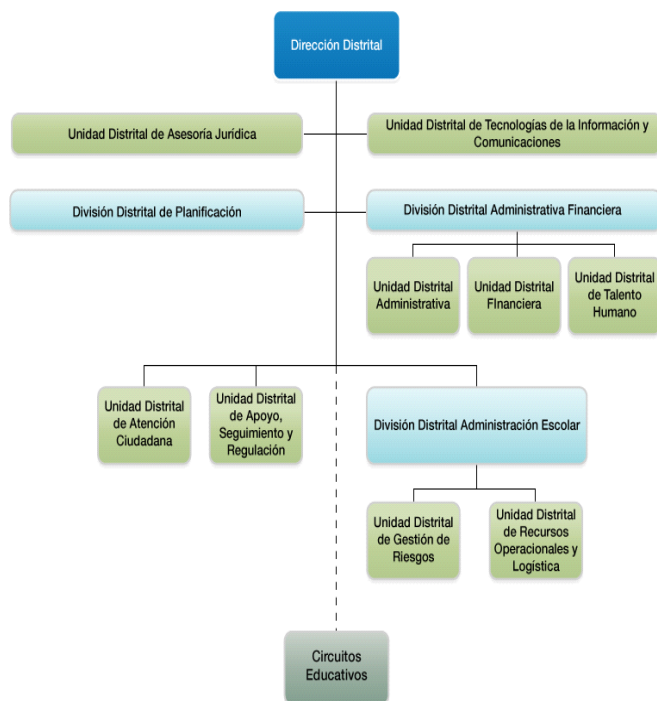 Dirección Distrital
Unidad Distrital de Asesoría Jurídica
Unidad Distrital de Tecnologías de la Información y
Comunicaciones
División Distrital de Planificación
División Distrital Administrativa Financiera
Unidad Distrital
Administrativa
Unidad Distrital
FInanciera
Unidad Distrital
de Talento
Humano
Unidad Distrital
de Atención
Ciudadana
Unidad Distrital
de Apoyo,
Seguimiento y
Regulación
División Distrital Administración Escolar
Unidad Distrital
de Gestión de
Riesgos
Unidad Distrital
de Recursos
Operacionales y
Logística
Circuitos
Educativos